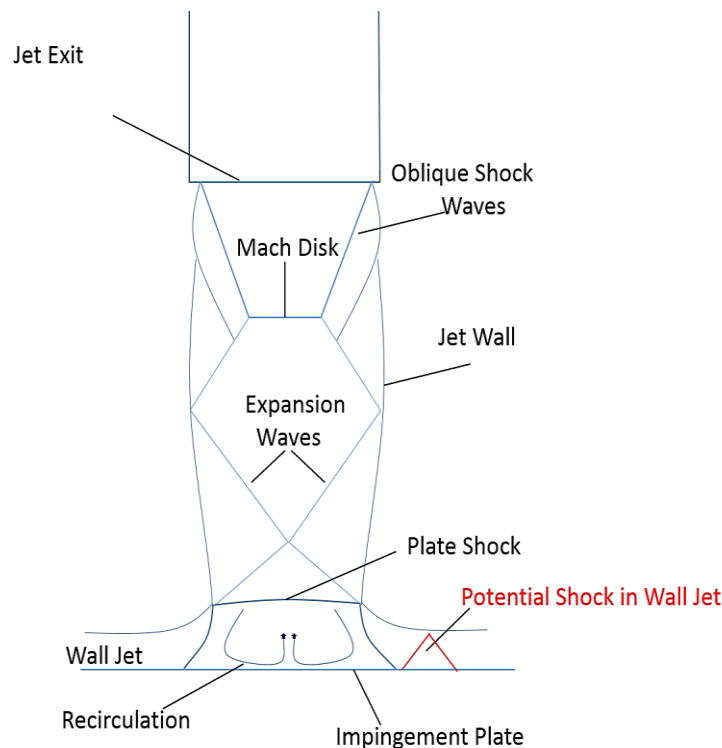 Jet Exit
Oblique Shock
Waves
Mach Disk
Jet Wall
Expansion
Waves
Plate Shock
Potential Shock in Wall Jet
Wall Jet
Recirculation
Impingement Plate